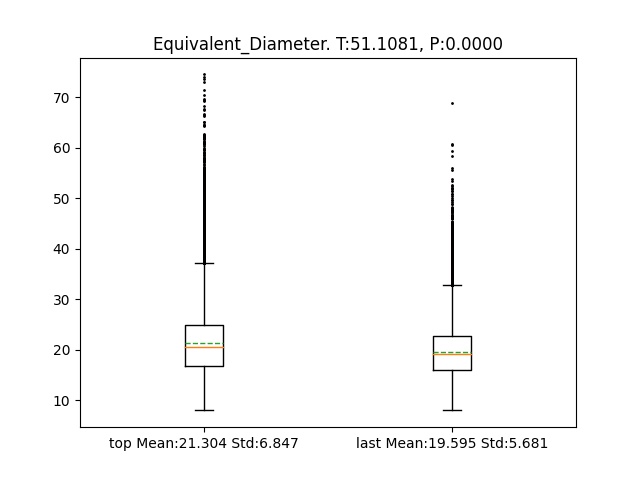 Equivalent_Diameter. T:51.1081, P:0.0000
70
60
50
40
30
20
10
top Mean:21.304 Std:6.847
last Mean:19.595 Std:5.681